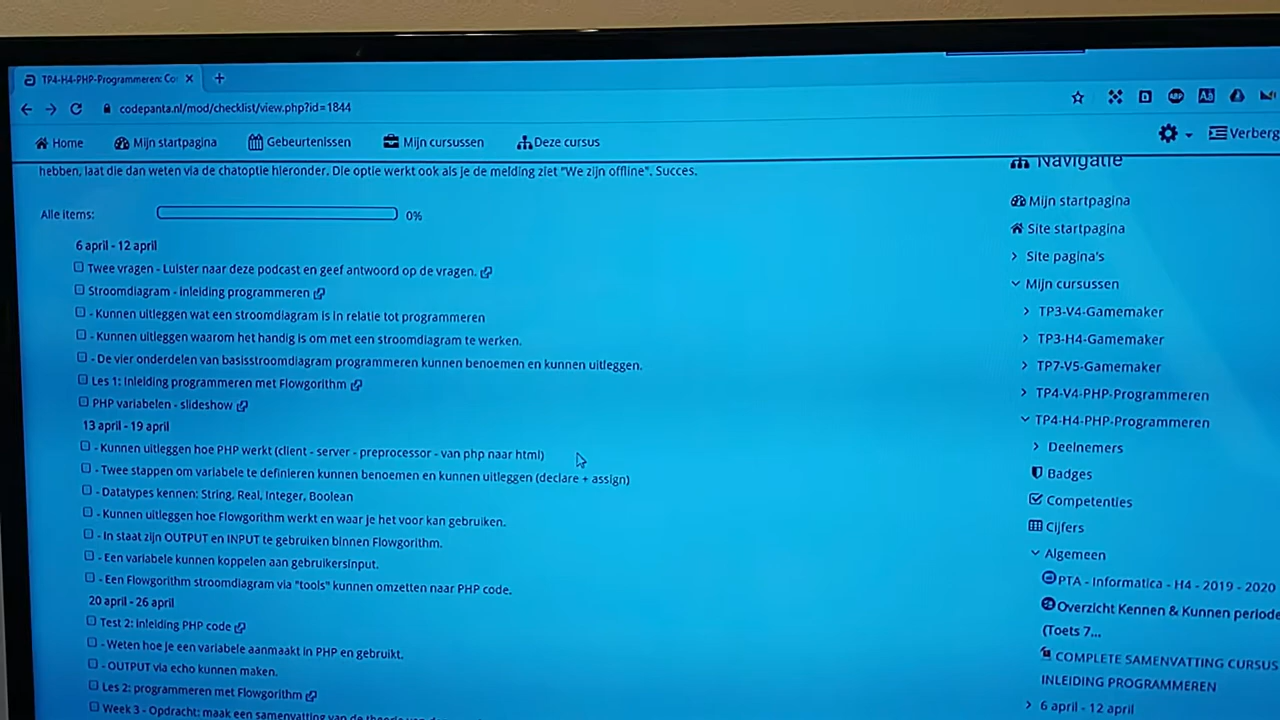 TP4-H4-PHP-Programmeren: Co
codepanta.nl/mod/checklist/view.php?id=1844
ABP
Home
Mijn startpagina
Gebeurtenissen
Mijn cursussen
Deze cursus
Verberg
hebben, laat die dan weten via de chatoptie hieronder. Die optie werkt ook als je de melding ziet "We zijn offline". Succes.
Alle items:
0%
6 april - 12 april
Twee vragen - Luister naar deze podcast en geef antwoord op de vragen.
Stroomdiagram - Inleiding programmeren
- Kunnen uitleggen wat een stroomdiagram is in relatie tot programmeren
- Kunnen uitleggen waarom het handig is om met een stroomdiagram te werken.
- De vier onderdelen van basisstroomdiagram programmeren kunnen benoemen en kunnen uitleggen.
Les 1: Inleiding programmeren met Flowgorithm
PHP variabelen - slideshow
13 april - 19 april
- Kunnen uitleggen hoe PHP werkt (client - server - preprocessor - van php naar html)
- Twee stappen om variabele te definieren kunnen benoemen en kunnen uitleggen (declare + assign)
- Datatypes kennen: String, Real, Integer, Boolean
- Kunnen uitleggen hoe Flowgorithm werkt en waar je het voor kan gebruiken.
- In staat zijn OUTPUT en INPUT te gebruiken binnen Flowgorithm.
- Een variabele kunnen koppelen aan gebruikersinput.
- Een Flowgorithm stroomdiagram via "tools" kunnen omzetten naar PHP code.
20 april - 26 april
Test 2: inleiding PHP code
- Weten hoe je een variabele aanmaakt in PHP en gebruikt.
- OUTPUT via echo kunnen maken.
Les 2: programmeren met Flowgorithm
Week 3 - Opdracht: maak een samenvatting van de theorie van de
Navigatie
Mijn startpagina
Site startpagina
Site pagina's
Mijn cursussen
TP3-V4-Gamemaker
TP3-H4-Gamemaker
TP7-V5-Gamemaker
TP4-V4-PHP-Programmeren
TP4-H4-PHP-Programmeren
Deelnemers
Badges
Competenties
Cijfers
Algemeen
PTA - Informatica - H4 - 2019 - 2020
Overzicht Kennen & Kunnen periode
(Toets 7...
COMPLETE SAMENVATTING CURSUS
INLEIDING PROGRAMMEREN
6 april - 12 april